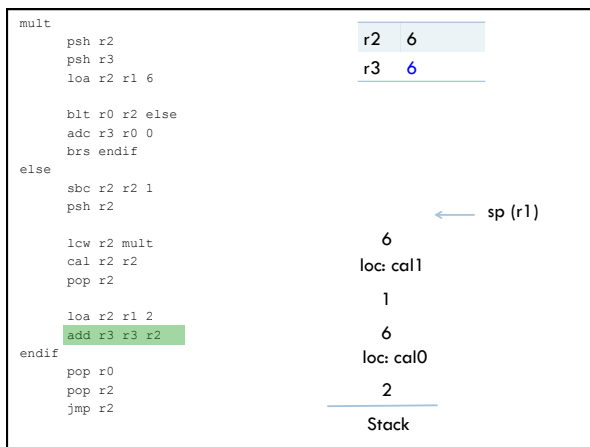 mult
psh r2
psh r3
loa r2 r1 6
blt r0 r2 else
adc r3 r0 0
brs endif
else
sbc r2 r2 1
psh r2
lcw r2 mult
cal r2 r2
pop r2
loa r2 r1 2
add r3 r3 r2
endif
pop r0
pop r2
jmp r2
r2 6
r3 6
sp (r1)
6
loc: cal1
1
6
loc: cal0
2
Stack